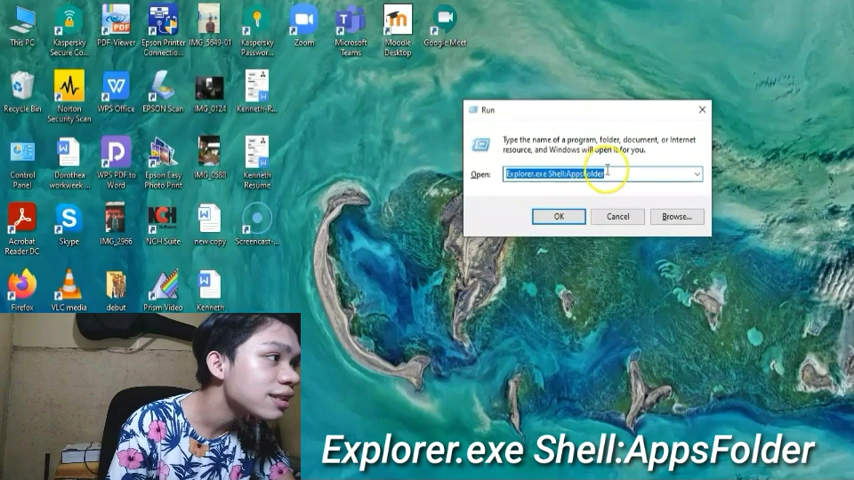 This PC
Kaspersky Secure Co...
PDF-Viewer
Epson Printer Connectio...
IMG_5649-01
Kaspersky Passwor...
Zoom
Microsoft Teams
Moodle Desktop
Google Meet
Recycle Bin
Norton Security Scan
WPS Office
EPSON Scan
IMG_0124
Kenneth-R...
Control Panel
Dorothea workweek...
WPS PDF to Word
Epson Easy Photo Print
IMG_0588
Kenneth Resume
Acrobat Reader DC
Skype
IMG_2966
NCH Suite
new copy
Screencast-...
Firefox
VLC media
debut
Prism Video
Kenneth
Run
Type the name of a program, folder, document, or Internet
resource, and Windows will open it for you.
Open:
Explorer.exe Shell:AppsFolder
OK
Cancel
Browse...
Explorer.exe Shell:AppsFolder